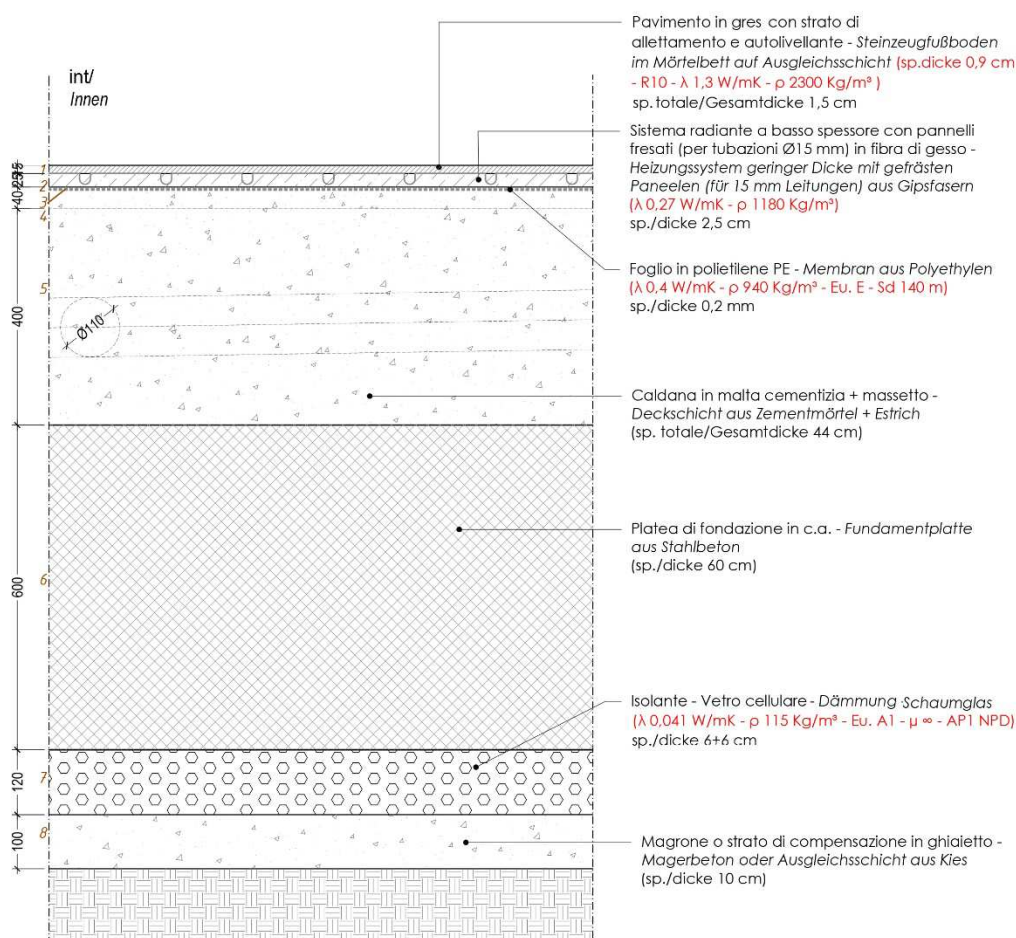 Pavimento in gres con strato di
allettamento e autolivellante - Steinzeugfußboden
im Mörtelbett auf Ausgleichsschicht (sp.dicke 0,9 cm
- R10 - λ 1,3 W/mK - ρ 2300 Kg/m³ )
sp. totale/Gesamtdicke 1,5 cm
int/
Innen
Sistema radiante a basso spessore con pannelli
fresati (per tubazioni Ø15 mm) in fibra di gesso -
Heizungssystem geringer Dicke mit gefrästen
Paneelen (für 15 mm Leitungen) aus Gipsfasern
(λ 0,27 W/mK - ρ 1180 Kg/m³)
sp./dicke 2,5 cm
1
2
3
4
40
25
15
Foglio in polietilene PE - Membran aus Polyethylen
(λ 0,4 W/mK - ρ 940 Kg/m³ - Eu. E - Sd 140 m)
sp./dicke 0,2 mm
5
400
Ø110
Caldana in malta cementizia + massetto -
Deckschicht aus Zementmörtel + Estrich
(sp. totale/Gesamtdicke 44 cm)
Platea di fondazione in c.a. - Fundamentplatte
aus Stahlbeton
(sp./dicke 60 cm)
6
600
Isolante - Vetro cellulare - Dämmung Schaumglas
(λ 0,041 W/mK - ρ 115 Kg/m³ - Eu. A1 - μ ∞ - AP1 NPD)
sp./dicke 6+6 cm
7
120
8
100
Magrone o strato di compensazione in ghiaietto -
Magerbeton oder Ausgleichsschicht aus Kies
(sp./dicke 10 cm)